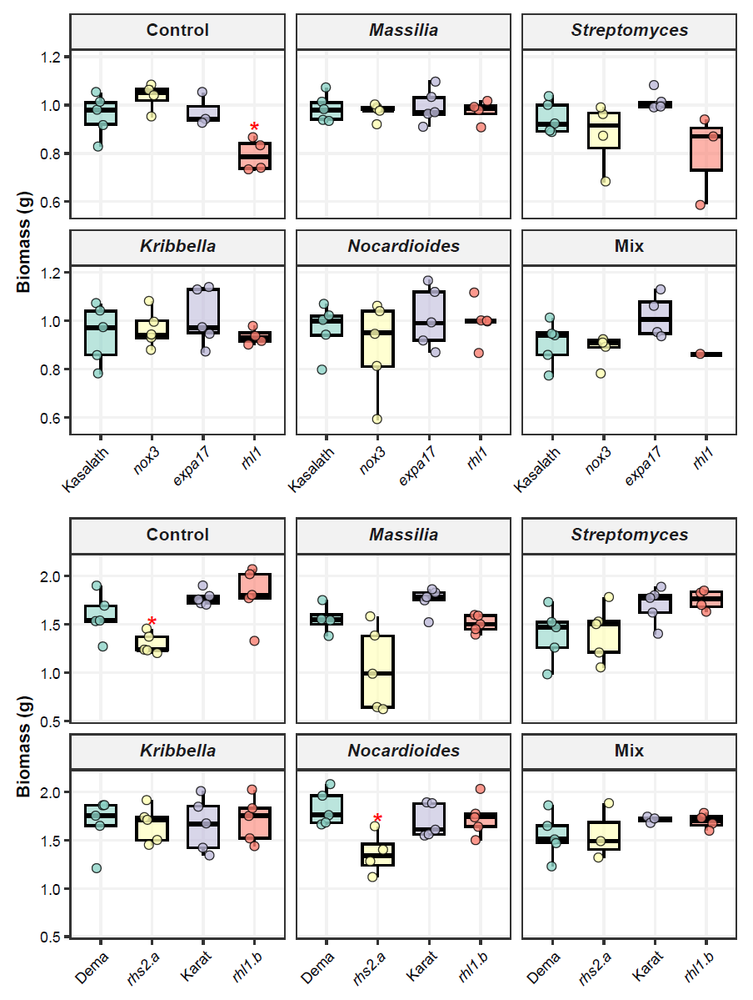 Control Massilia Streptomyces
1.2
1.0
*
0.8
0.6
Biomass (g)
Kribbella Nocardioides Mix
1.2
1.0
0.8
0.6
Kasalath nox3 expa17 rhl1 Kasalath nox3 expa17 rhl1 Kasalath nox3 expa17 rhl1
Control Massilia Streptomyces
2.0
*
1.5
1.0
0.5
Biomass (g)
Kribbella Nocardioides Mix
2.0
*
1.5
1.0
0.5
Dema rhs2.a Karat rhl1.b Dema rhs2.a Karat rhl1.b Dema rhs2.a Karat rhl1.b